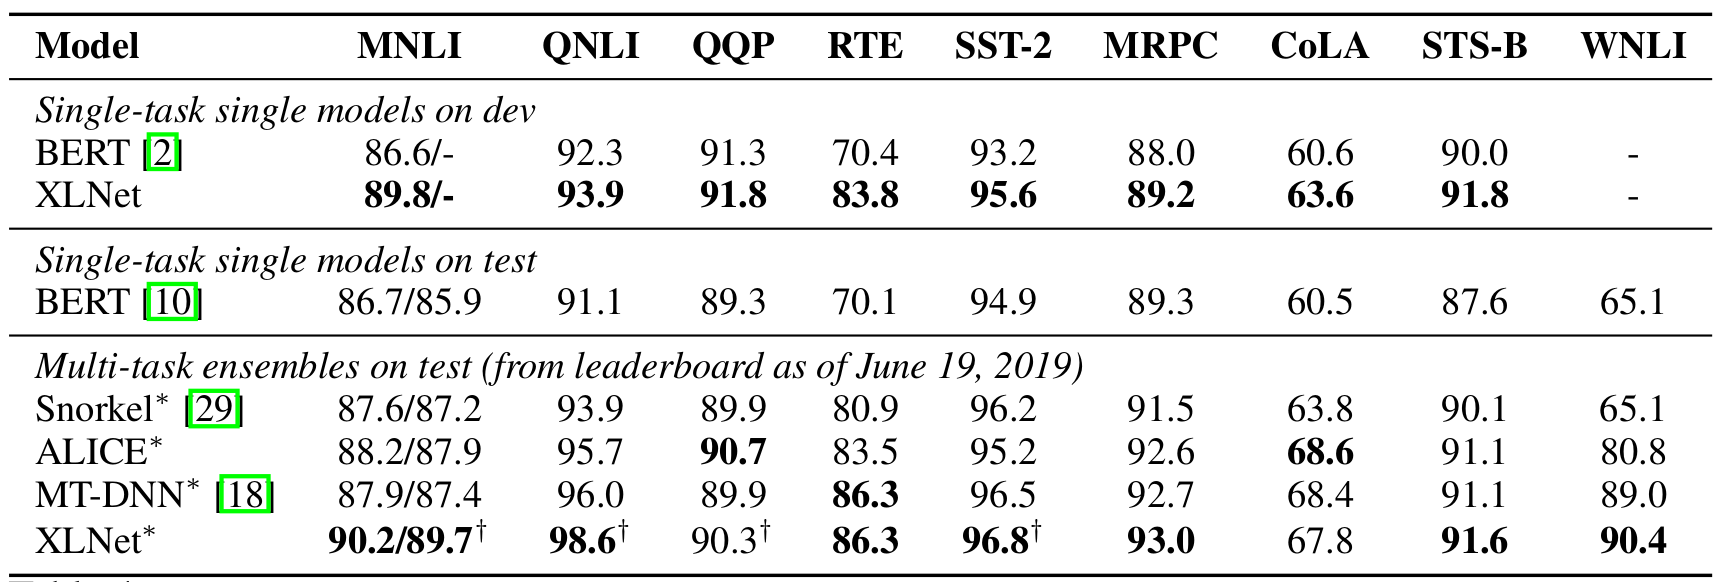 Model MNLI QNLI QQP RTE SST-2 MRPC CoLA STS-B WNLI
Single-task single models on dev
BERT [2] 86.6/- 92.3 91.3 70.4 93.2 88.0 60.6 90.0 -
XLNet 89.8/- 93.9 91.8 83.8 95.6 89.2 63.6 91.8 -
Single-task single models on test
BERT [10] 86.7/85.9 91.1 89.3 70.1 94.9 89.3 60.5 87.6 65.1
Multi-task ensembles on test (from leaderboard as of June 19, 2019)
Snorkel* [29] 87.6/87.2 93.9 89.9 80.9 96.2 91.5 63.8 90.1 65.1
ALICE* 88.2/87.9 95.7 90.7 83.5 95.2 92.6 68.6 91.1 80.8
MT-DNN* [18] 87.9/87.4 96.0 89.9 86.3 96.5 92.7 68.4 91.1 89.0
XLNet* 90.2/89.7† 98.6† 90.3† 86.3 96.8† 93.0 67.8 91.6 90.4